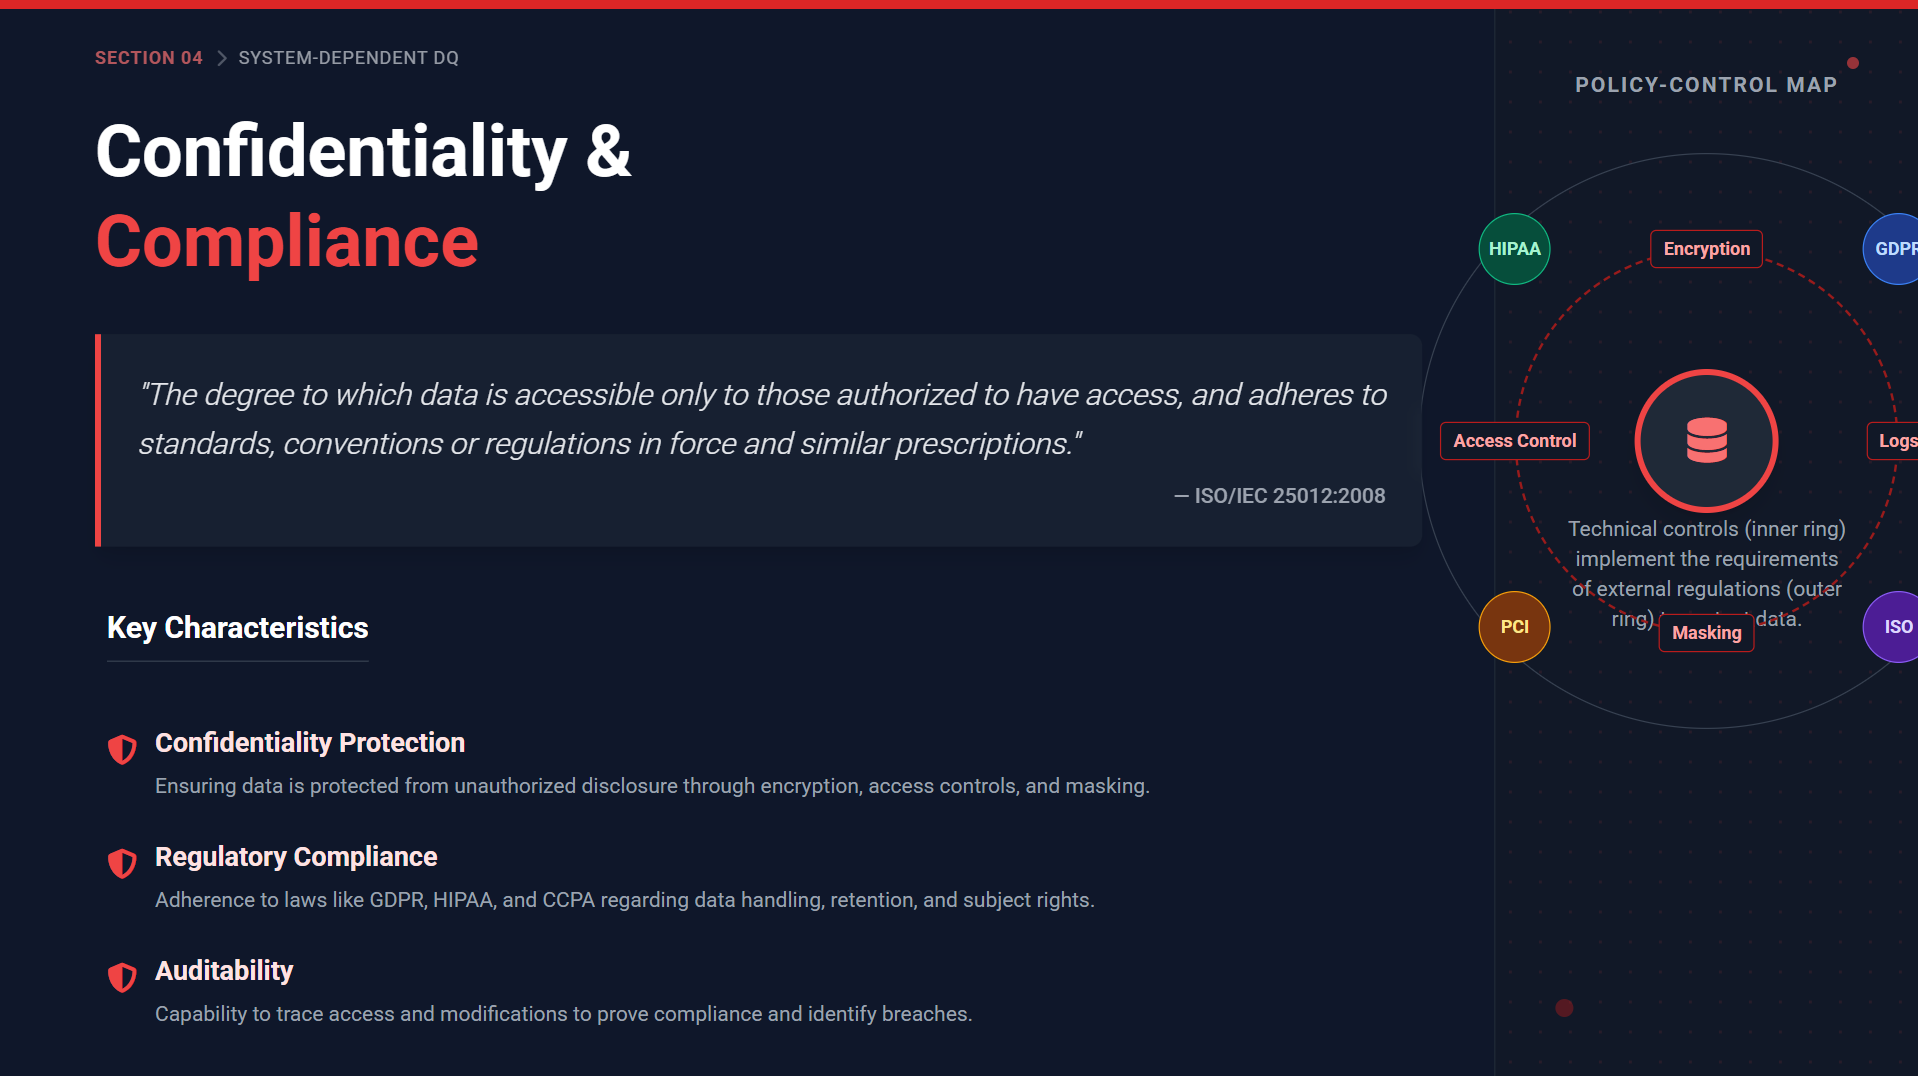 SECTION 04 > SYSTEM-DEPENDENT DQ
Confidentiality &
Compliance
"The degree to which data is accessible only to those authorized to have access, and adheres to
standards, conventions or regulations in force and similar prescriptions."
— ISO/IEC 25012:2008
Key Characteristics
Confidentiality Protection
Ensuring data is protected from unauthorized disclosure through encryption, access controls, and masking.
Regulatory Compliance
Adherence to laws like GDPR, HIPAA, and CCPA regarding data handling, retention, and subject rights.
Auditability
Capability to trace access and modifications to prove compliance and identify breaches.
POLICY-CONTROL MAP
HIPAA
Encryption
GDPR
Access Control
Logs
Technical controls (inner ring)
implement the requirements
of external regulations (outer
ring) data.
Masking
PCI
ISO